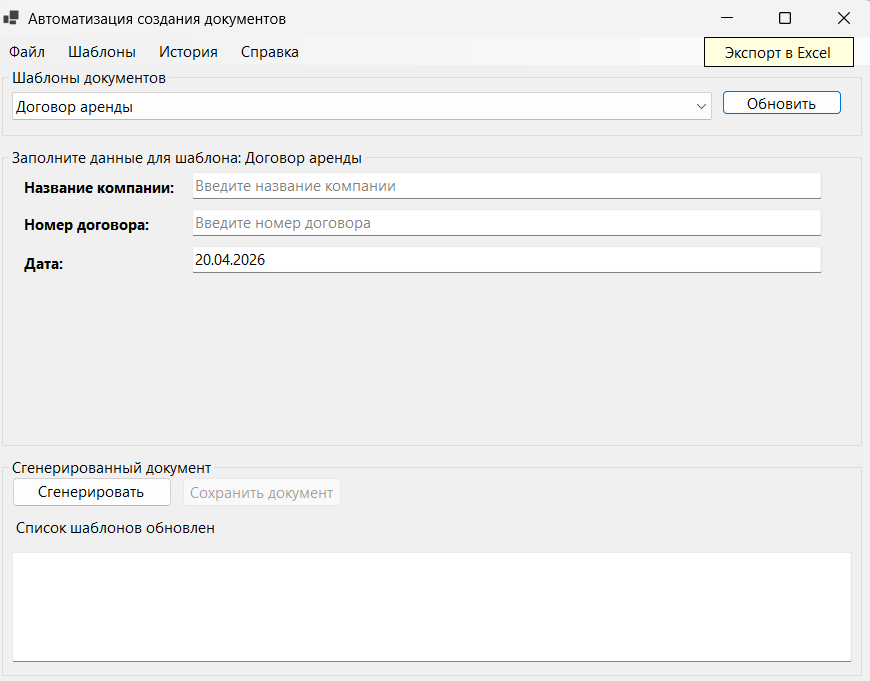 Автоматизация создания документов
Файл Шаблоны История Справка
Экспорт в Excel
Шаблоны документов
Договор аренды
Обновить
Заполните данные для шаблона: Договор аренды
Название компании: Введите название компании
Номер договора: Введите номер договора
Дата: 20.04.2026
Сгенерированный документ
Сгенерировать Сохранить документ
Список шаблонов обновлен